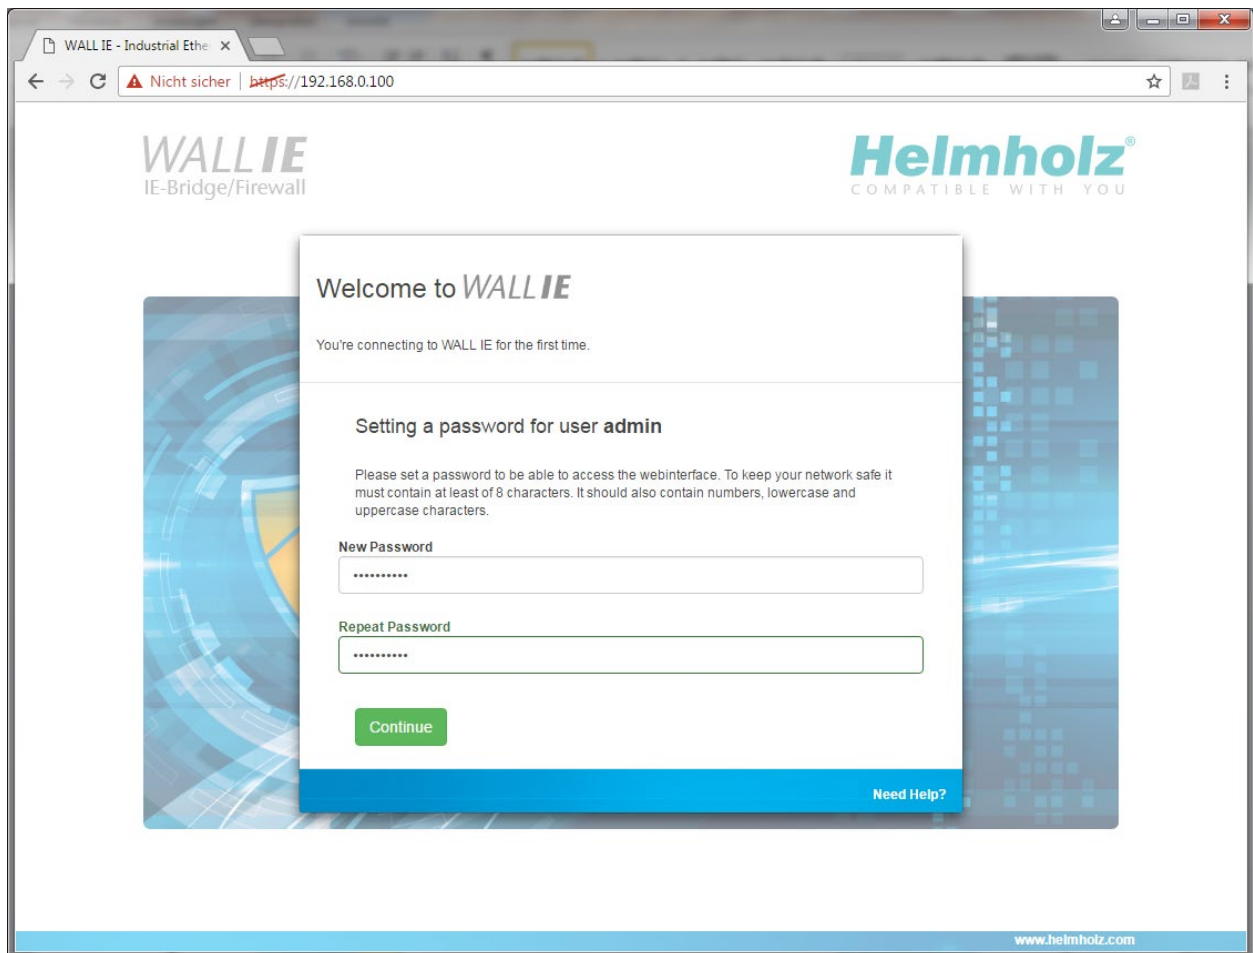 WALL IE - Industrial Ethe
Nicht sicher | https://192.168.0.100
WALL IE
IE-Bridge/Firewall
Helmholz®
COMPATIBLE WITH YOU
Welcome to WALL IE
You're connecting to WALL IE for the first time.
Setting a password for user admin
Please set a password to be able to access the webinterface. To keep your network safe it
must contain at least of 8 characters. It should also contain numbers, lowercase and
uppercase characters.
New Password
••••••••••
Repeat Password
••••••••••
Continue
Need Help?
www.helmholz.com